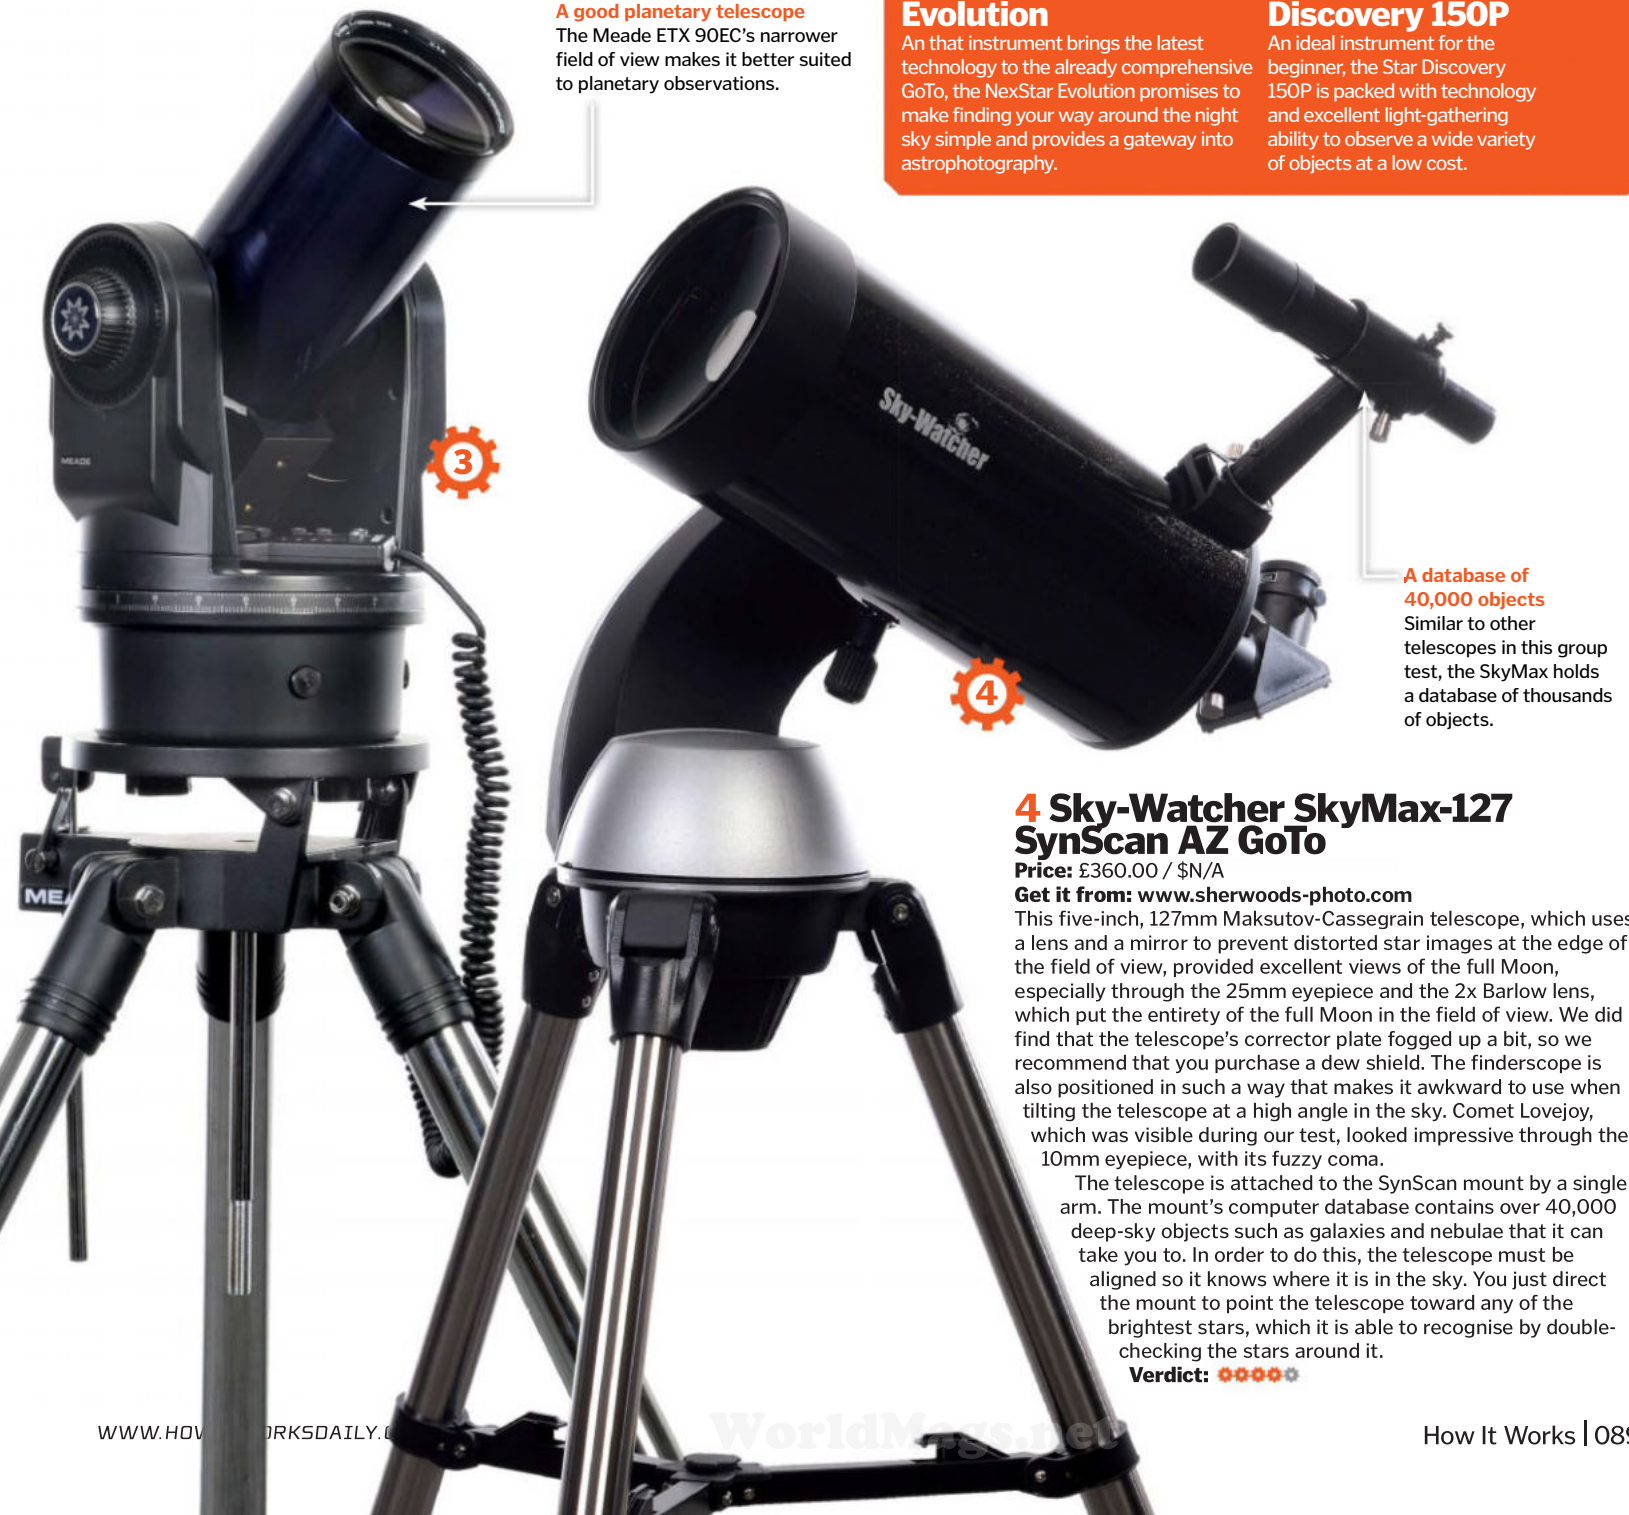 A good planetary telescope
The Meade ETX 90EC's narrower
field of view makes it better suited
to planetary observations.
Evolution
An that instrument brings the latest
technology to the already comprehensive
GoTo, the NexStar Evolution promises to
make finding your way around the night
sky simple and provides a gateway into
astrophotography.
Discovery 150P
An ideal instrument for the
beginner, the Star Discovery
150P is packed with technology
and excellent light-gathering
ability to observe a wide variety
of objects at a low cost.
MEADE
3
Sky-Watcher
4
A database of
40,000 objects
Similar to other
telescopes in this group
test, the SkyMax holds
a database of thousands
of objects.
4 Sky-Watcher SkyMax-127
SynScan AZ GoTo
Price: £360.00 / $N/A
Get it from: www.sherwoods-photo.com
This five-inch, 127mm Maksutov-Cassegrain telescope, which uses
a lens and a mirror to prevent distorted star images at the edge of
the field of view, provided excellent views of the full Moon,
especially through the 25mm eyepiece and the 2x Barlow lens,
which put the entirety of the full Moon in the field of view. We did
find that the telescope's corrector plate fogged up a bit, so we
recommend that you purchase a dew shield. The finderscope is
also positioned in such a way that makes it awkward to use when
tilting the telescope at a high angle in the sky. Comet Lovejoy,
which was visible during our test, looked impressive through the
10mm eyepiece, with its fuzzy coma.
The telescope is attached to the SynScan mount by a single
arm. The mount's computer database contains over 40,000
deep-sky objects such as galaxies and nebulae that it can
take you to. In order to do this, the telescope must be
aligned so it knows where it is in the sky. You just direct
the mount to point the telescope toward any of the
brightest stars, which it is able to recognise by double-
checking the stars around it.
Verdict:
MEA
WWW.HOW ORKSDAILY.
WorldMags.net
How It Works | 089